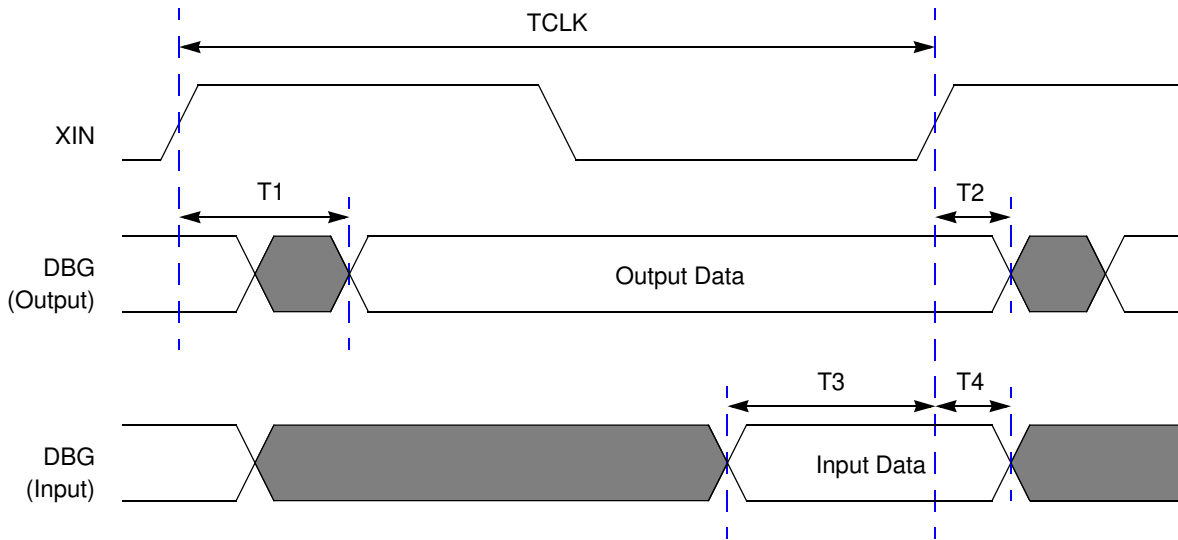 TCLK
XIN
T1
T2
DBG
(Output)
Output Data
T3
T4
DBG
(Input)
Input Data